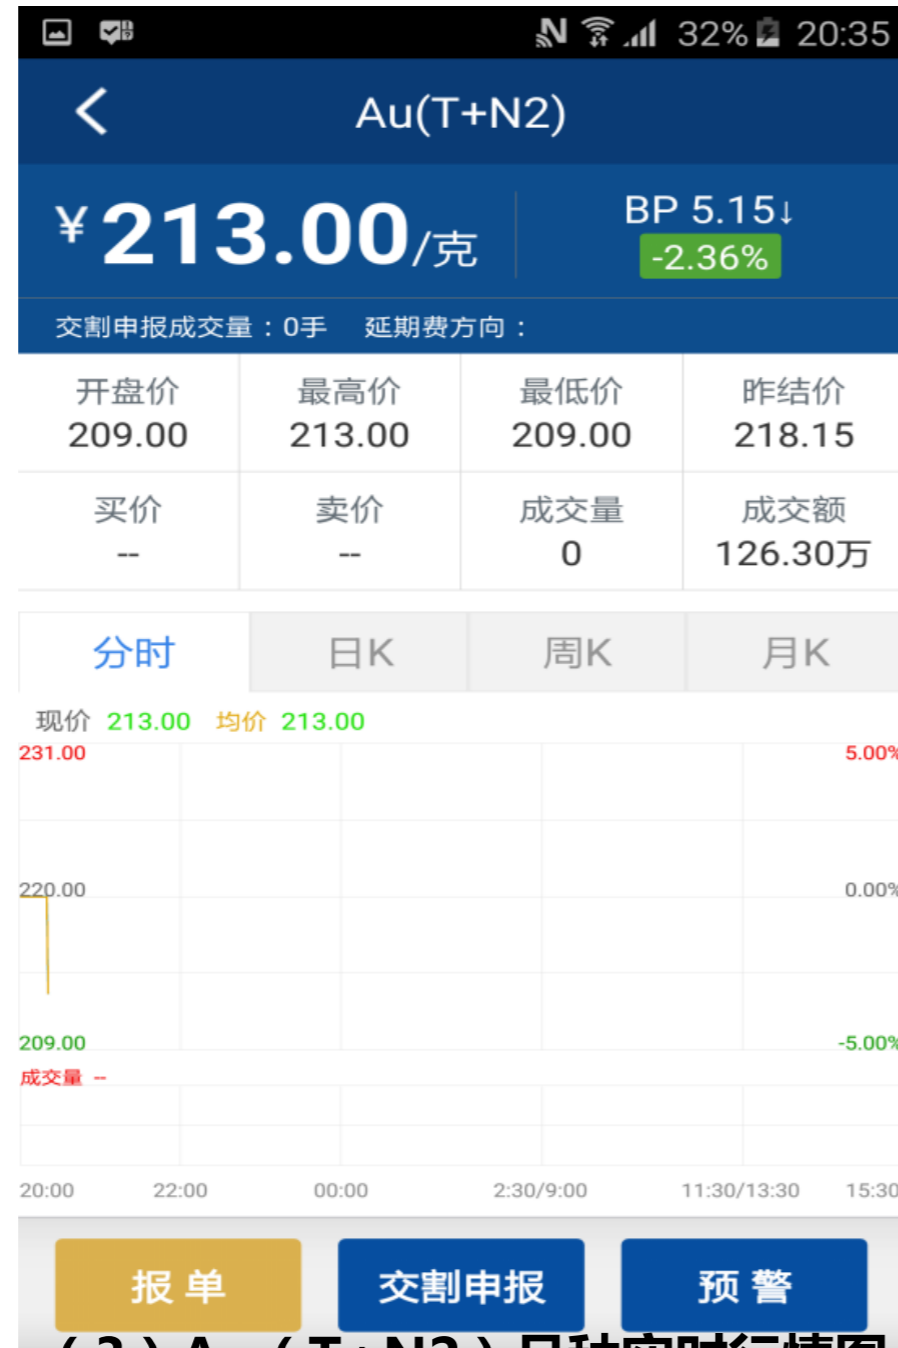 32% 20:35
Au(T+N2)
¥213.00/克
BP 5.15↓
-2.36%
交割申报成交量：0手 延期费方向：
开盘价 最高价 最低价 昨结价
209.00 213.00 209.00 218.15
买价 卖价 成交量 成交额
-- -- 0 126.30万
分时 日K 周K 月K
现价 213.00 均价 213.00
231.00 5.00%
220.00 0.00%
209.00 -5.00%
成交量 --
20:00 22:00 00:00 2:30/9:00 11:30/13:30 15:30
报单 交割申报 预警